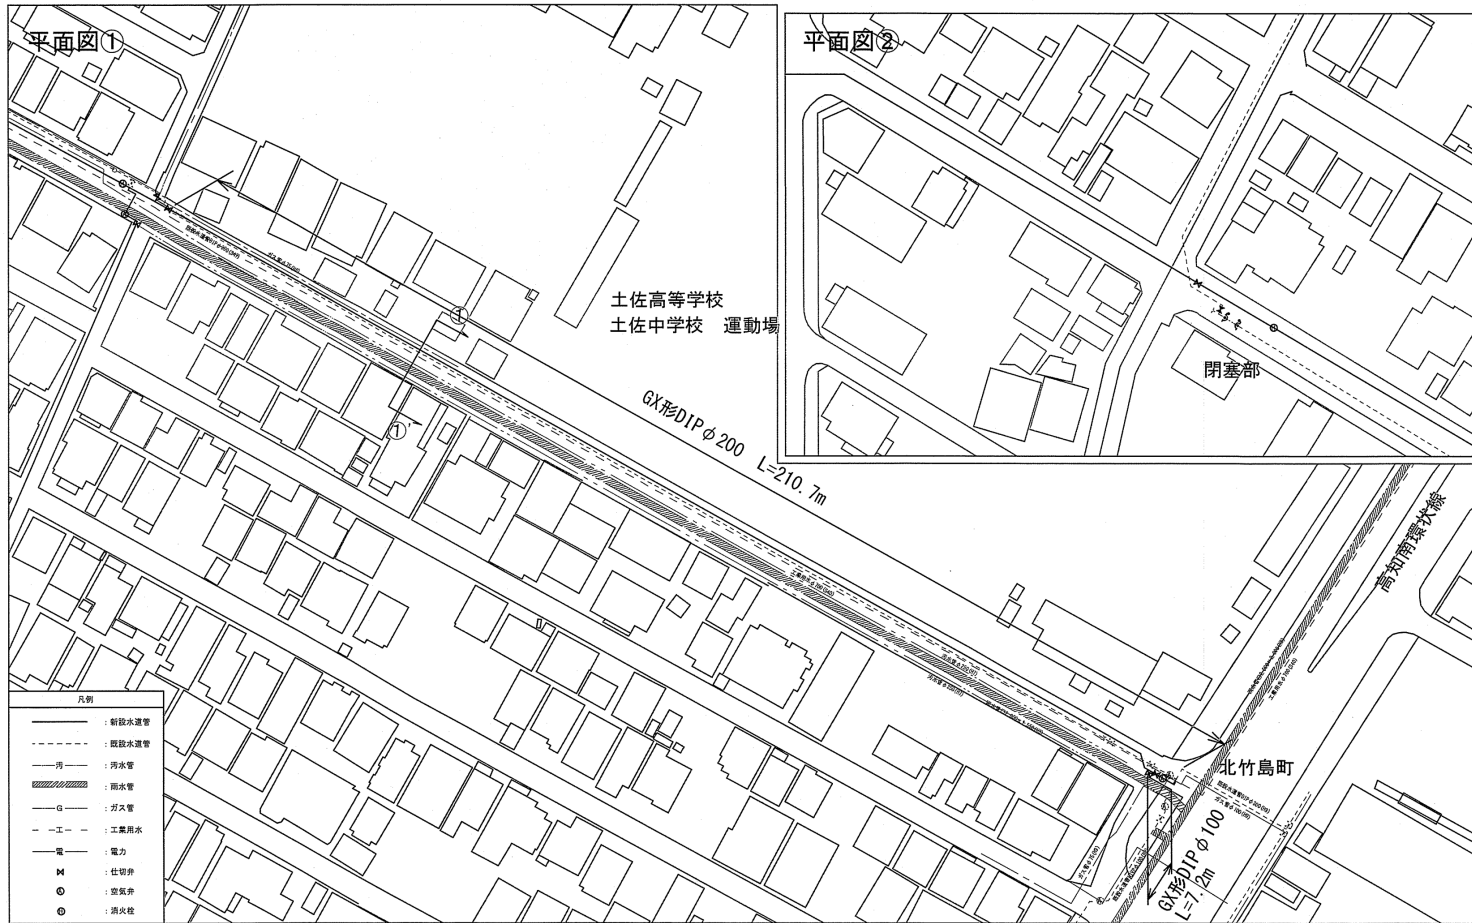 平面図①
平面図②
土佐高等学校
土佐中学校　運動場
①
①'
GX形DIPφ200 L=210.7m
閉塞部
高知南環状線
北竹島町
GX形DIPφ100
L=7.2m
凡例
：新設水道管
：既設水道管
汚 ：汚水管
：雨水管
G ：ガス管
工 ：工業用水
電 ：電力
：仕切弁
：空気弁
：消火栓